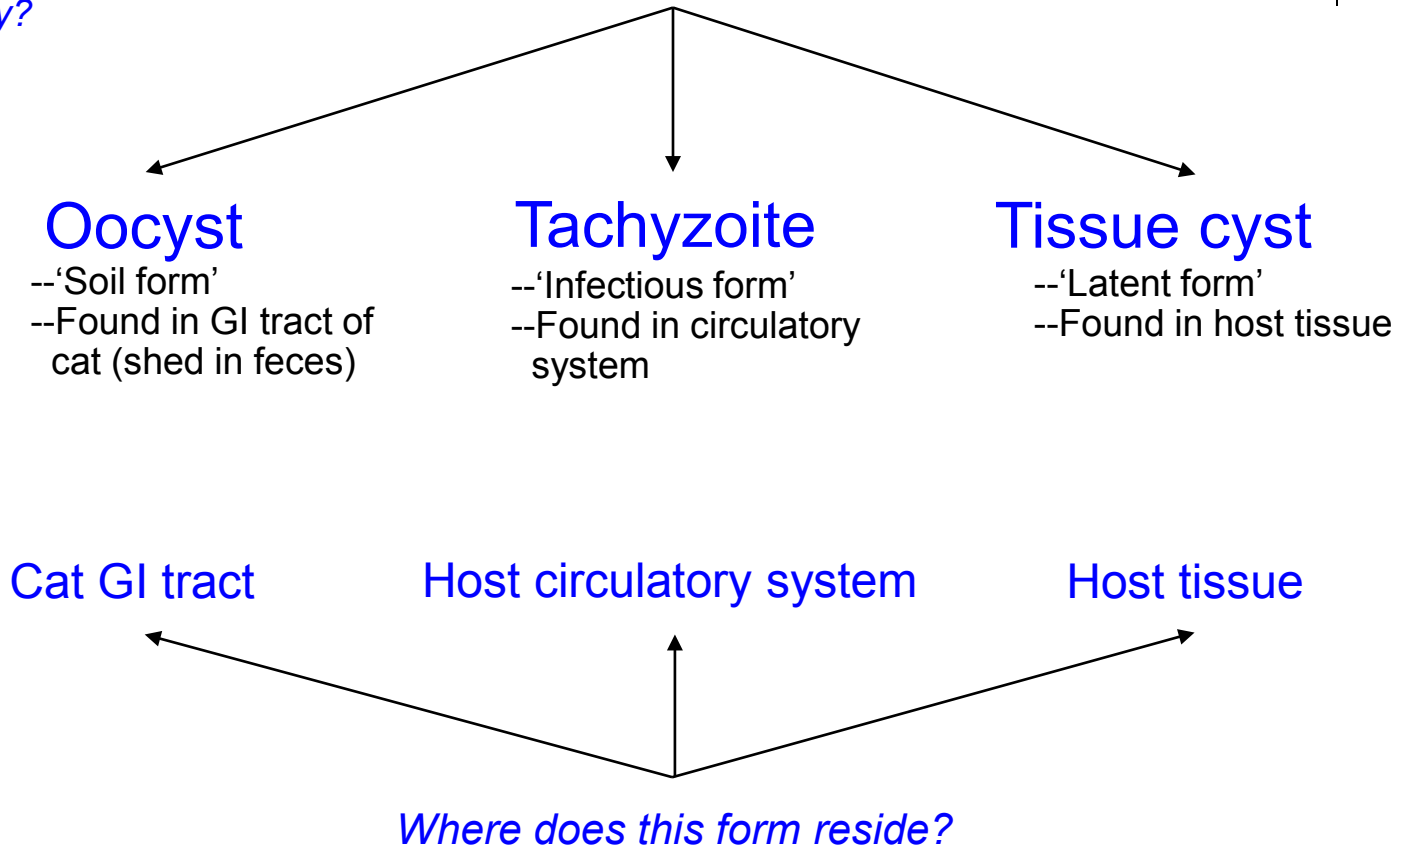 y?
Oocyst
--‘Soil form’
--Found in GI tract of
cat (shed in feces)
Tachyzoite
--‘Infectious form’
--Found in circulatory
system
Tissue cyst
--‘Latent form’
--Found in host tissue
Cat GI tract
Host circulatory system
Host tissue
Where does this form reside?